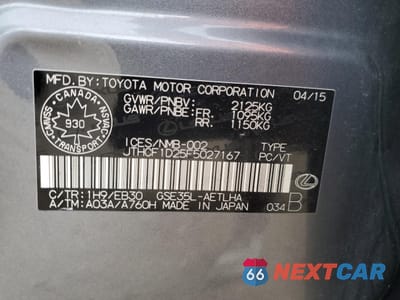 MFD. BY: TOYOTA MOTOR CORPORATION 04/15
GVWR/PNBV: 2125KG
GAWR/PNBE: FR: 1095KG
RR: 1150KG
CANADA
930
CMVSS NSVAC
ICES/NMB-002 TYPE
JTHCF1D25F5027167 PC/VT
C/TR: 1H9/EB30 GSE35L-AETLHA B
A/TM: A03A/A760H MADE IN JAPAN 034
66 NEXTCAR